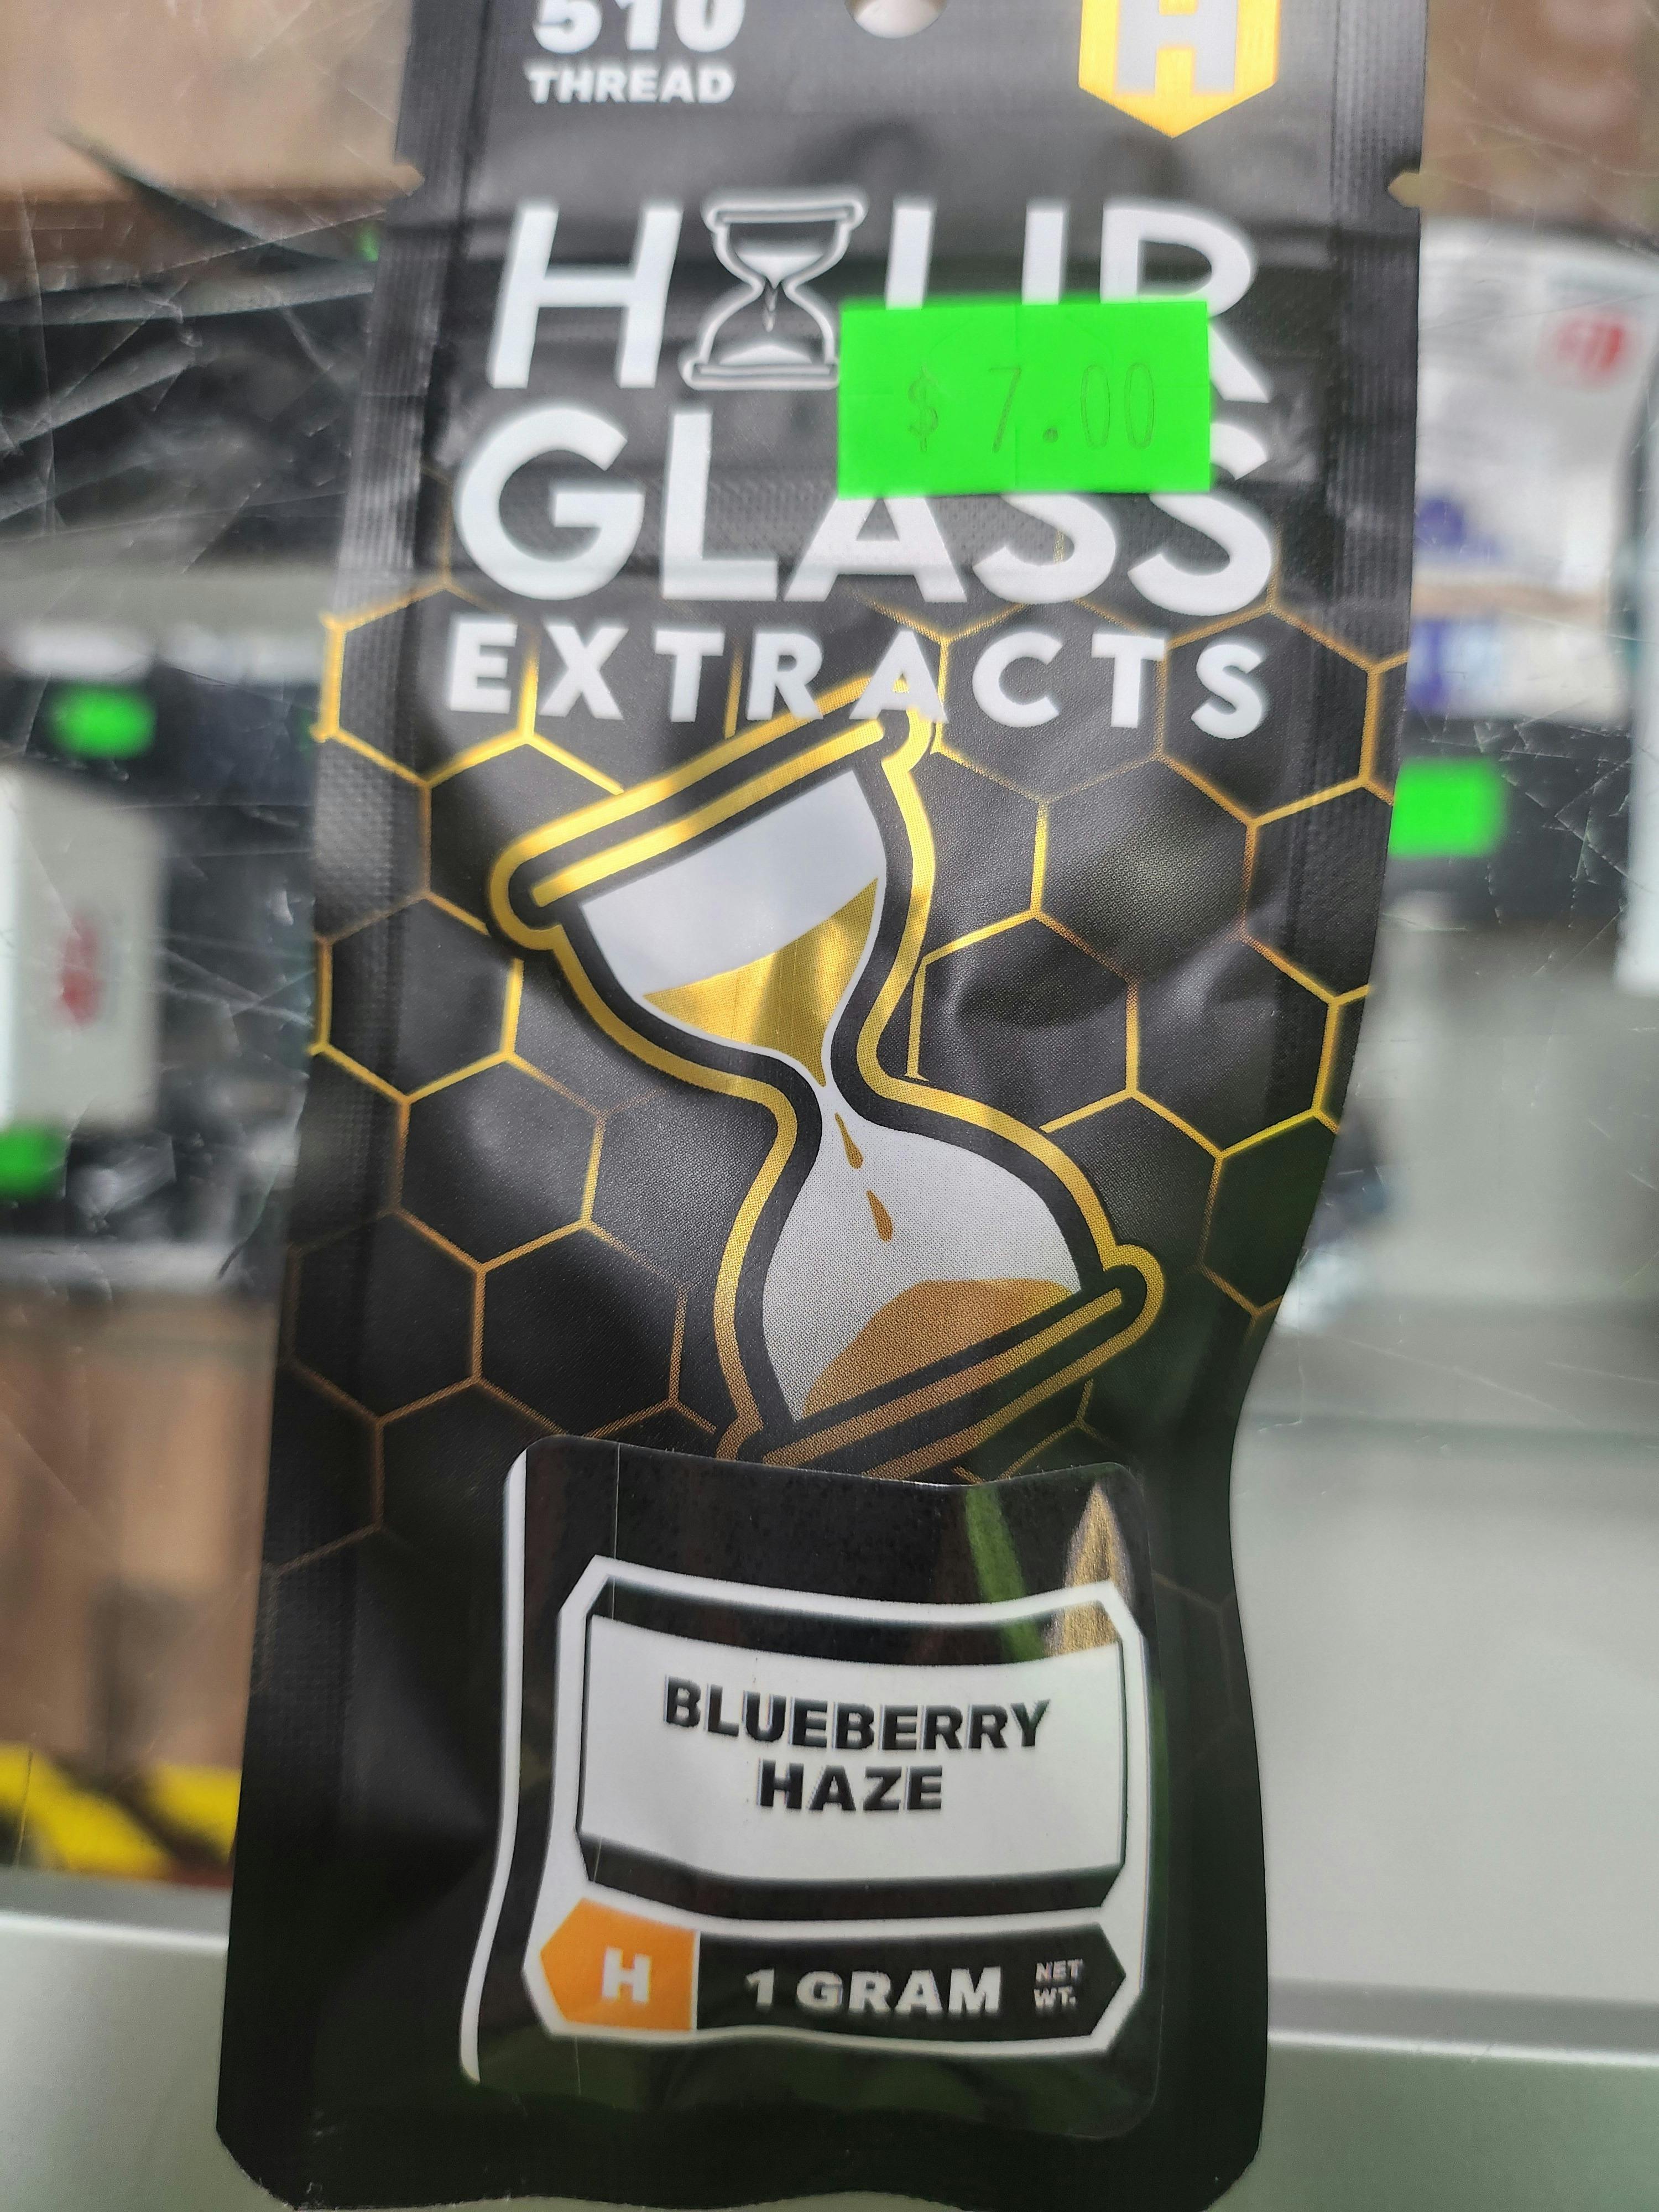 510
THREAD
H
HOUR
$ 7.00
GLASS
EXTRACTS
BLUEBERRY
HAZE
H
1 GRAM NET
WT.